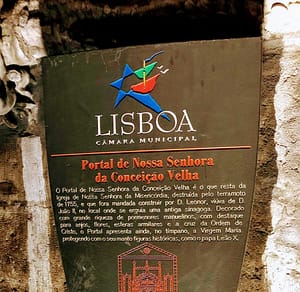 LISBOA
CÂMARA MUNICIPAL
Portal de Nossa Senhora
da Conceição Velha
O Portal de Nossa Senhora da Conceição Velha é o que resta da
Igreja de Nossa Senhora da Misericórdia, destruída pelo terramoto
de 1755, e que fora mandada construir por D. Leonor, viúva de D.
João II, no local onde se erguia uma antiga sinagoga. Decorado
com grande riqueza de pormenores manuelinos, com destaque
para anjos, flores, esferas armilares e a cruz da Ordem de
Cristo, o Portal apresenta ainda, no tímpano, a Virgem Maria
protegendo com o seu manto figuras históricas, como o papa Leão X.